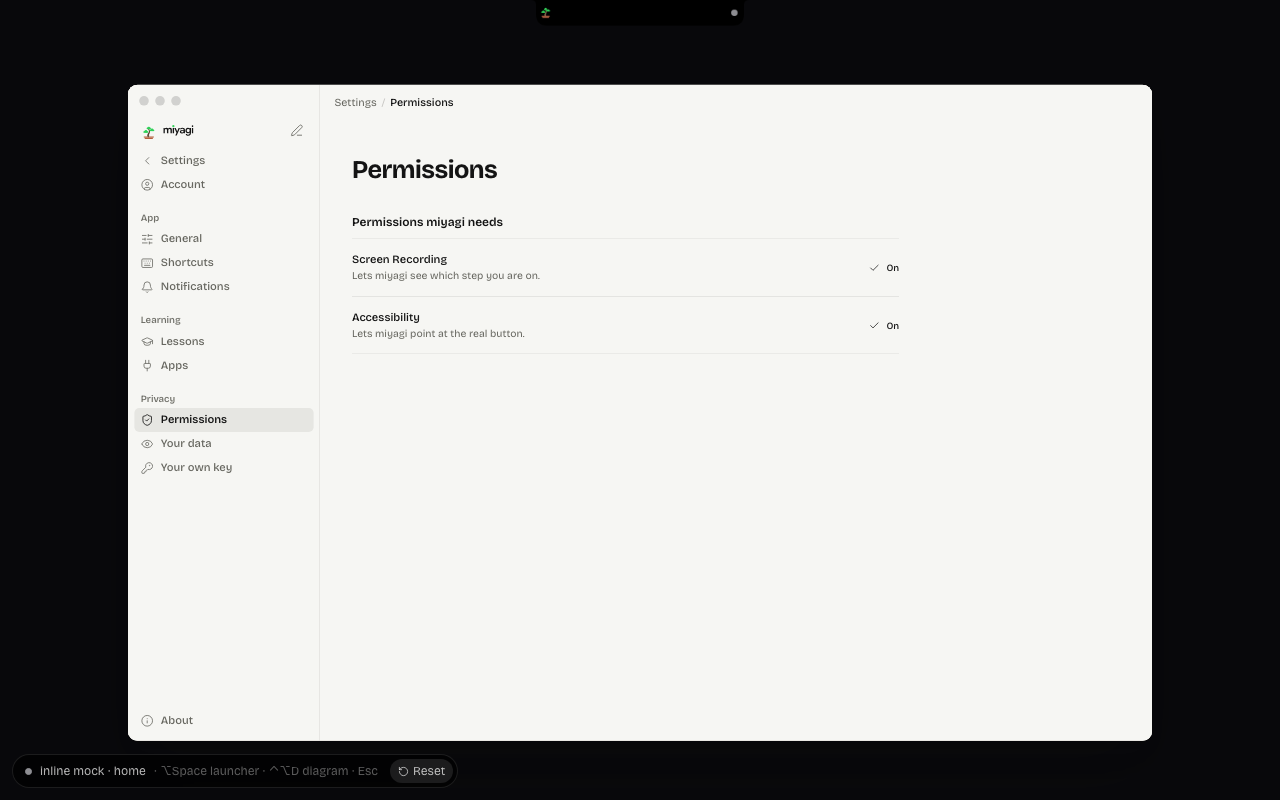 Settings / Permissions
miyagi
Settings
Account
App
General
Shortcuts
Notifications
Learning
Lessons
Apps
Privacy
Permissions
Your data
Your own key
About
Permissions
Permissions miyagi needs
Screen Recording
Lets miyagi see which step you are on.
On
Accessibility
Lets miyagi point at the real button.
On
inline mock · home · ⌥Space launcher · ^⌥D diagram · Esc
Reset